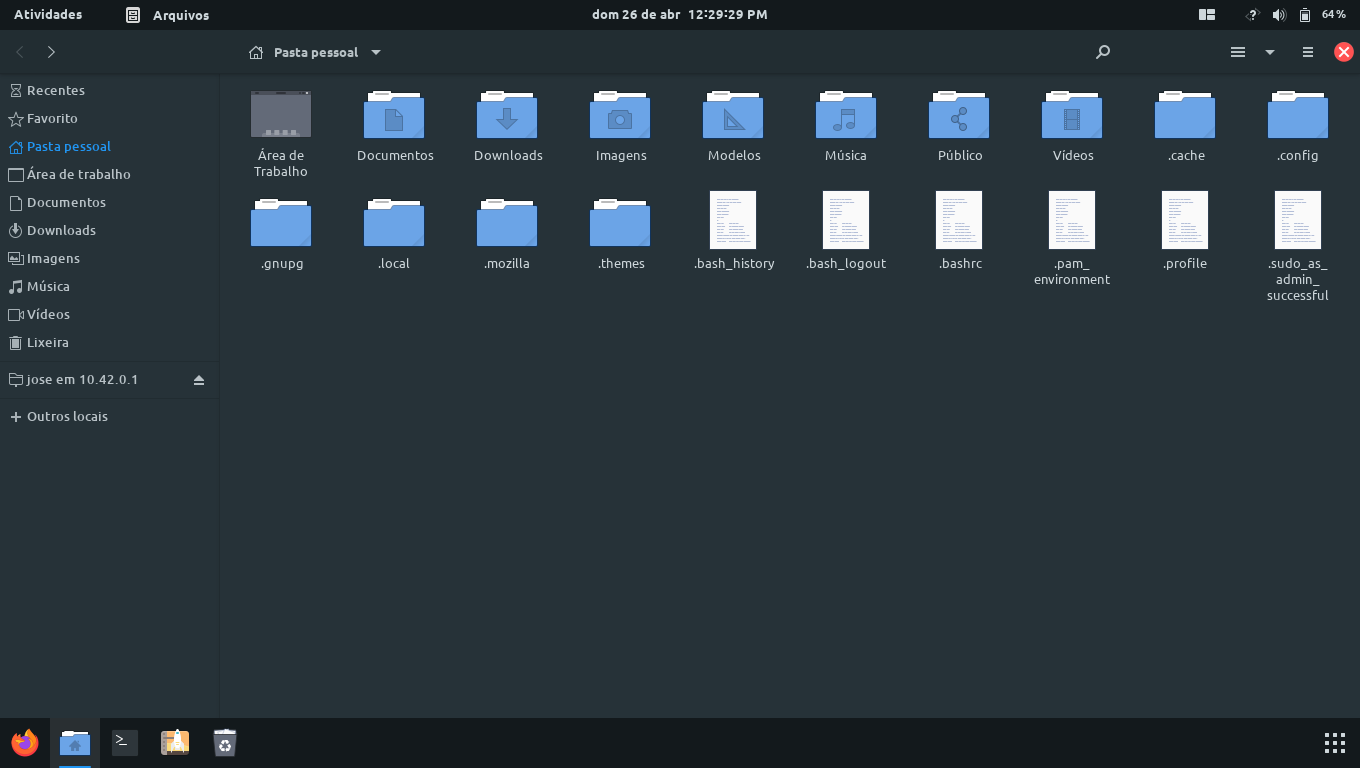 Atividades
Arquivos
dom 26 de abr 12:29:29 PM
64%
Pasta pessoal
Recentes
Favorito
Pasta pessoal
Área de trabalho
Documentos
Downloads
Imagens
Música
Vídeos
Lixeira
jose em 10.42.0.1
Outros locais
Área de
Trabalho
Documentos
Downloads
Imagens
Modelos
Música
Público
Vídeos
.cache
.config
.gnupg
.local
.mozilla
.themes
.bash_history
.bash_logout
.bashrc
.pam_
environment
.profile
.sudo_as_
admin_
successful